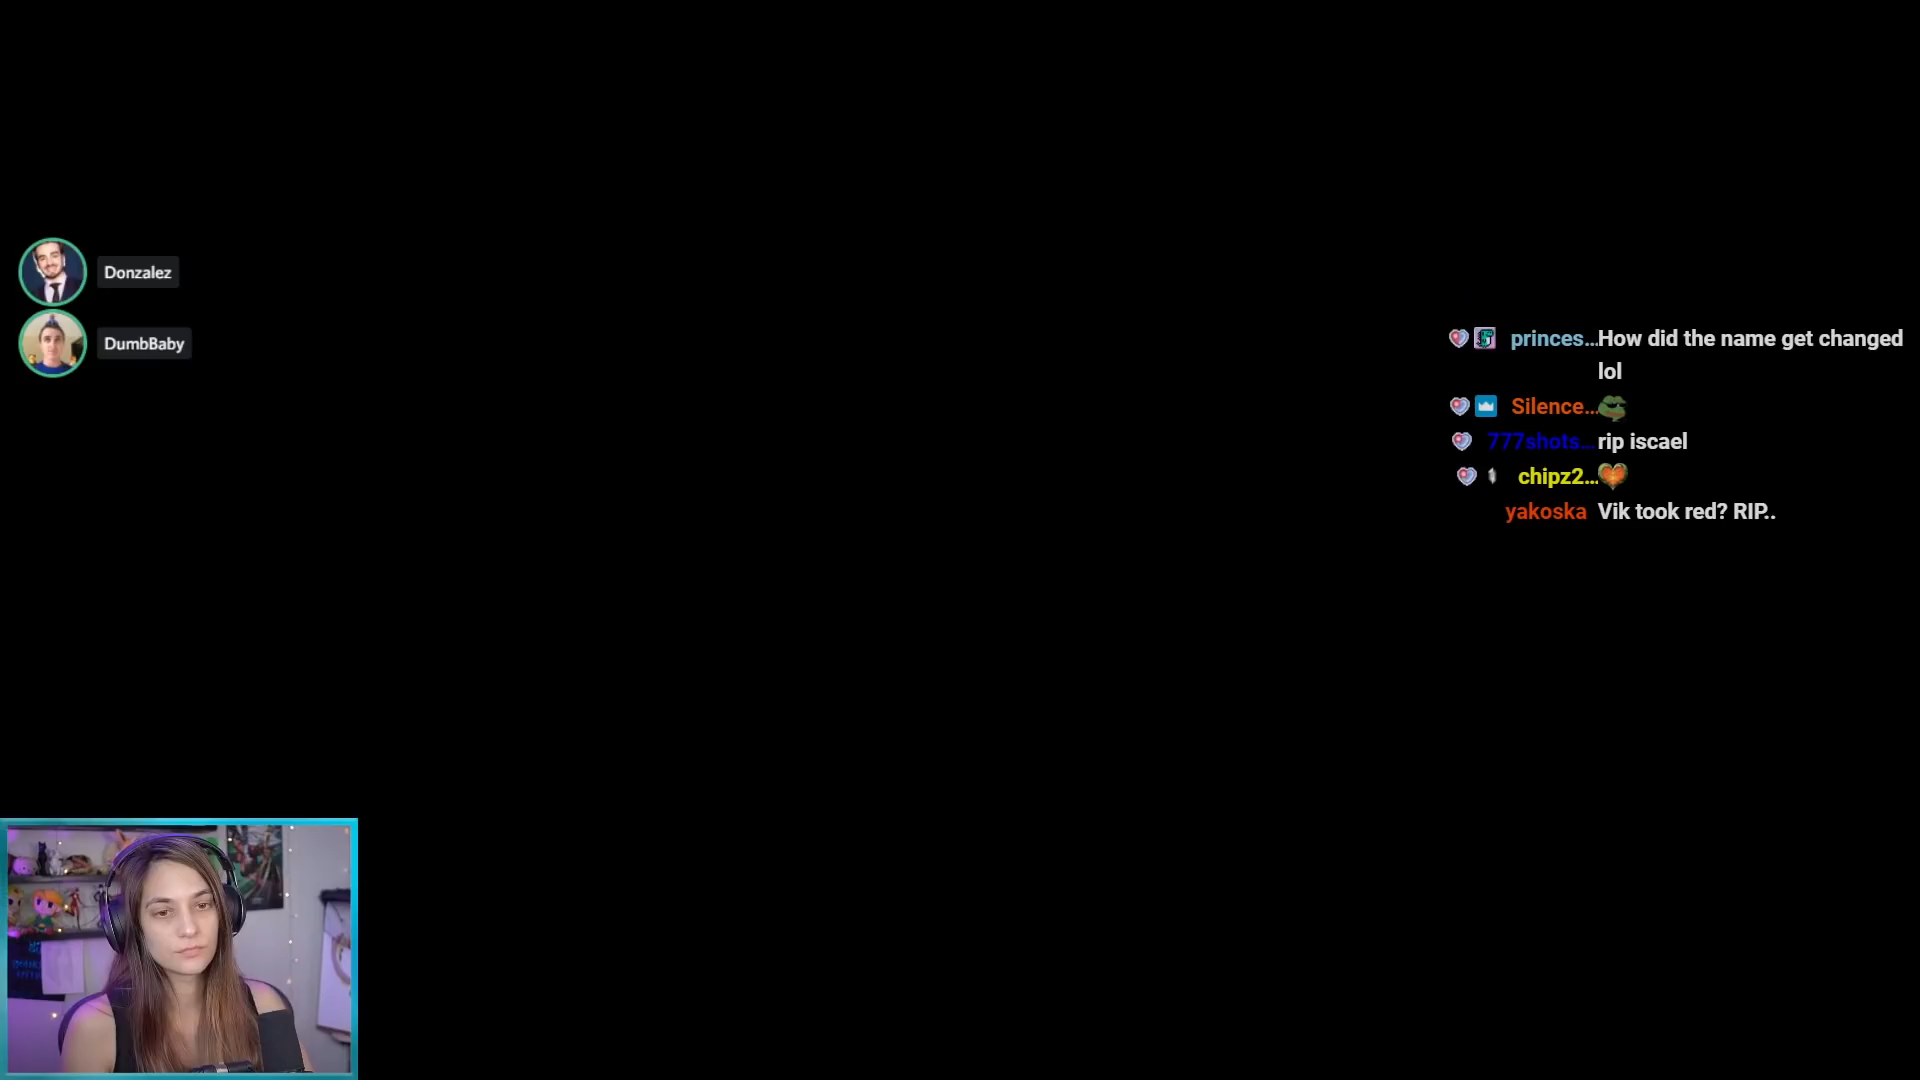 Donzalez
DumbBaby
princes...How did the name get changed
lol
Silence...
777shots...rip iscael
chipz2...
yakoska Vik took red? RIP..